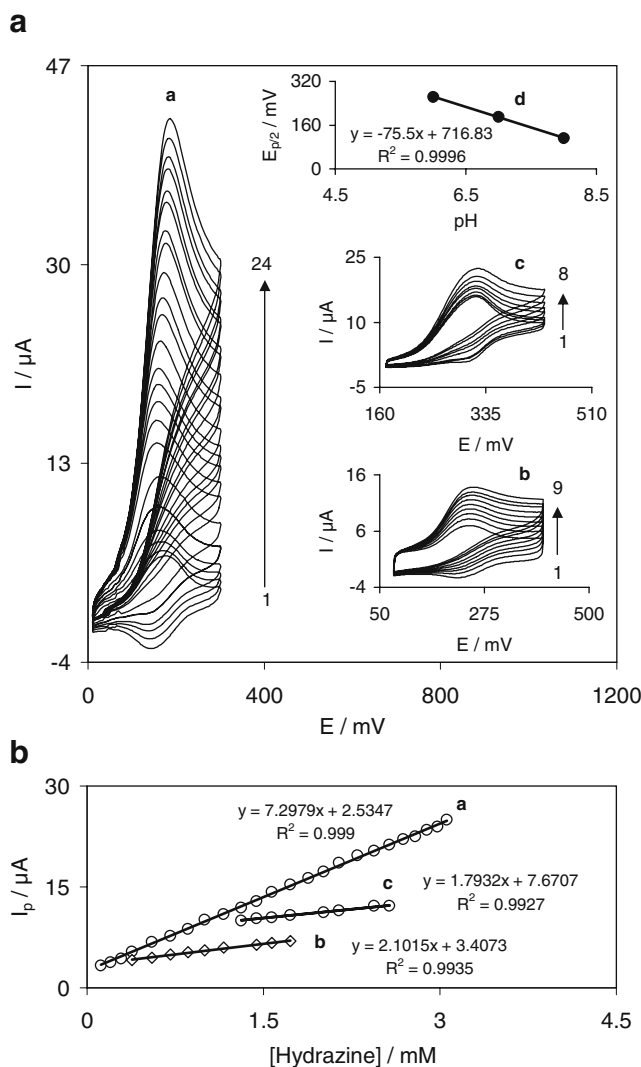 a
47
30
13
-4
I / µA
0
400
800
1200
E / mV
a
24
1
320
160
0
E p/2 / mV
d
y = -75.5x + 716.83
R² = 0.9996
4.5
6.5
8.5
pH
25
10
-5
I / µA
c
8
1
160
335
510
E / mV
16
6
-4
I / µA
b
9
1
50
275
500
E / mV
b
30
15
0
I p / µA
y = 7.2979x + 2.5347
R² = 0.999
a
c
y = 1.7932x + 7.6707
R² = 0.9927
b
y = 2.1015x + 3.4073
R² = 0.9935
0
1.5
3
4.5
[Hydrazine] / mM